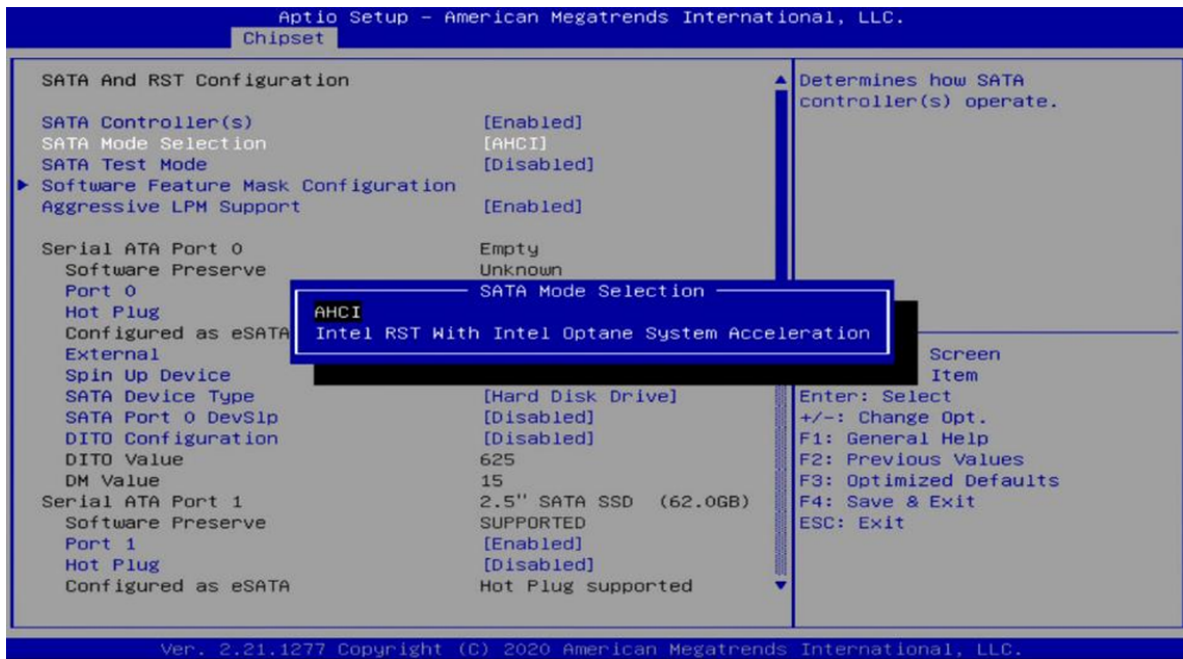 Aptio Setup – American Megatrends International, LLC.
Chipset
SATA And RST Configuration
SATA Controller(s) [Enabled]
SATA Mode Selection [AHCI]
SATA Test Mode [Disabled]
Software Feature Mask Configuration
Aggressive LPM Support [Enabled]
Serial ATA Port 0 Empty
Software Preserve Unknown
Port 0
Hot Plug
Configured as eSATA
External
Spin Up Device
SATA Device Type [Hard Disk Drive]
SATA Port 0 DevSlp [Disabled]
DITO Configuration [Disabled]
DITO Value 625
DM Value 15
Serial ATA Port 1 2.5" SATA SSD (62.0GB)
Software Preserve SUPPORTED
Port 1 [Enabled]
Hot Plug [Disabled]
Configured as eSATA Hot Plug supported
SATA Mode Selection
AHCI
Intel RST With Intel Optane System Acceleration
Determines how SATA
controller(s) operate.
Screen
Item
Enter: Select
+/-: Change Opt.
F1: General Help
F2: Previous Values
F3: Optimized Defaults
F4: Save & Exit
ESC: Exit
Ver. 2.21.1277 Copyright (C) 2020 American Megatrends International, LLC.